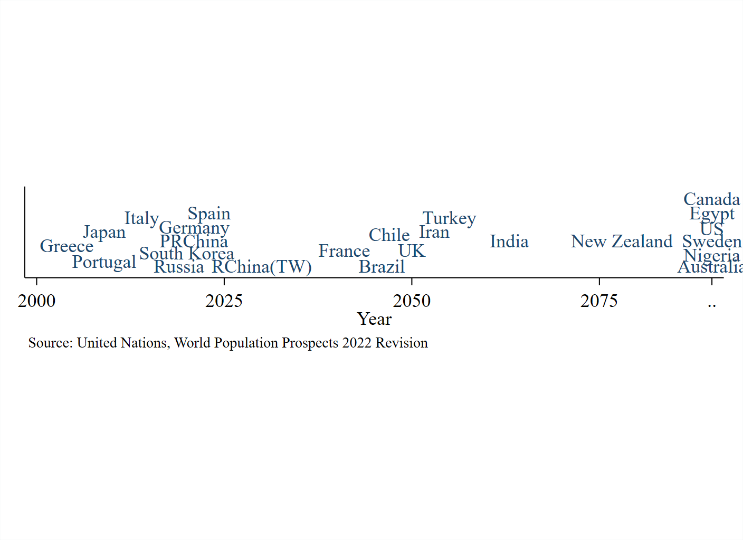 Canada
Spain Egypt
Italy Turkey
Germany US
Japan Chile Iran
PRChina India New Zealand Sweden
Greece
South Korea France UK Nigeria
Portugal
Russia RChina(TW) Brazil Australia
2000 2025 2050 2075 ..
Year
Source: United Nations, World Population Prospects 2022 Revision